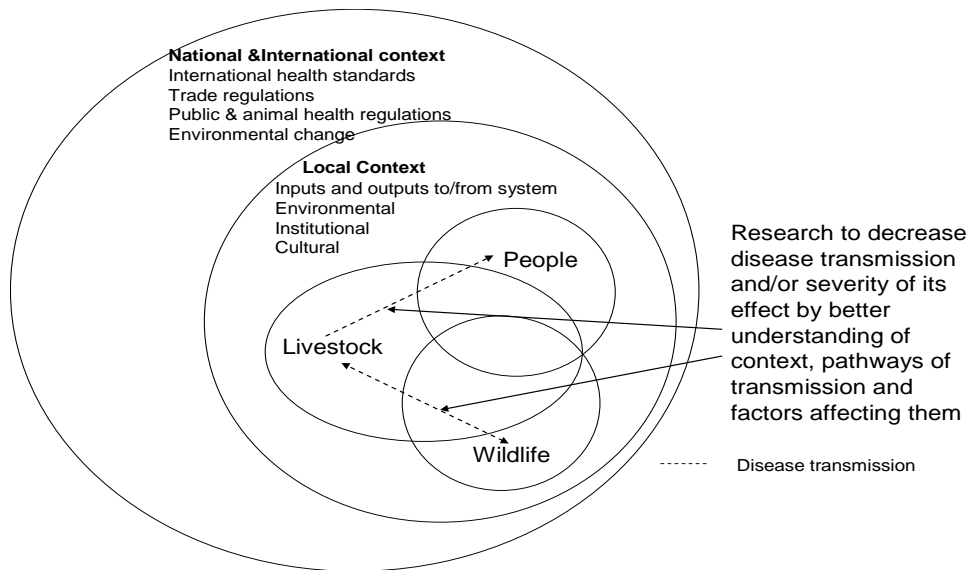 National &International context
International health standards
Trade regulations
Public & animal health regulations
Environmental change
Local Context
Inputs and outputs to/from system
Environmental
Institutional
Cultural
People
Livestock
Wildlife
Research to decrease
disease transmission
and/or severity of its
effect by better
understanding of
context, pathways of
transmission and
factors affecting them
Disease transmission